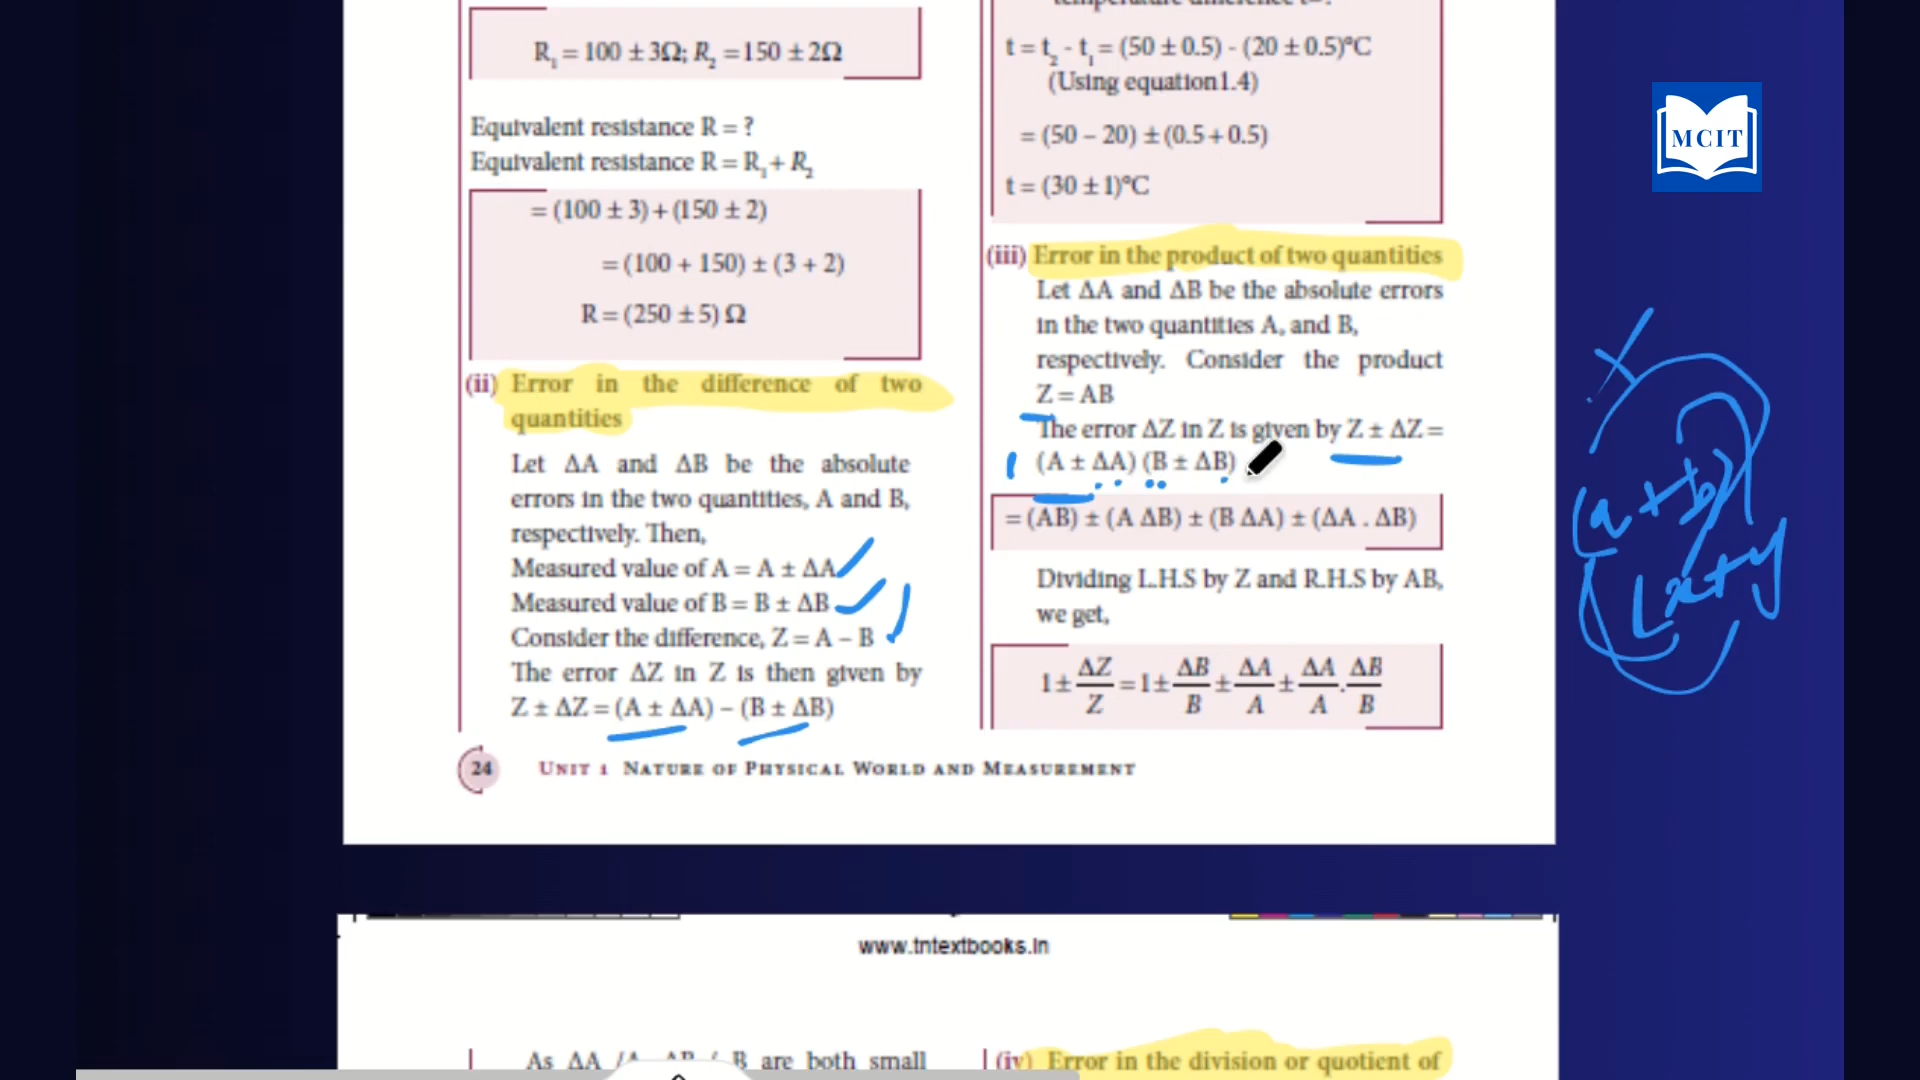 R₁ = 100 ± 3Ω; R₂ = 150 ± 2Ω
Equivalent resistance R = ?
Equivalent resistance R = R₁ + R₂
= (100 ± 3) + (150 ± 2)
= (100 + 150) ± (3 + 2)
R = (250 ± 5) Ω
(ii) Error in the difference of two
quantities
Let ΔA and ΔB be the absolute
errors in the two quantities, A and B,
respectively. Then,
Measured value of A = A ± ΔA
Measured value of B = B ± ΔB
Consider the difference, Z = A – B
The error ΔZ in Z is then given by
Z ± ΔZ = (A ± ΔA) – (B ± ΔB)
temperature difference t=?
t = t₂ - t₁ = (50 ± 0.5) - (20 ± 0.5)°C
(Using equation1.4)
= (50 – 20) ± (0.5 + 0.5)
t = (30 ± 1)°C
(iii) Error in the product of two quantities
Let ΔA and ΔB be the absolute errors
in the two quantities A, and B,
respectively. Consider the product
Z = AB
The error ΔZ in Z is given by Z ± ΔZ =
(A ± ΔA) (B ± ΔB)
= (AB) ± (A ΔB) ± (B ΔA) ± (ΔA . ΔB)
Dividing L.H.S by Z and R.H.S by AB,
we get,
1 ± ΔZ/Z = 1 ± ΔB/B ± ΔA/A ± ΔA/A . ΔB/B
24 UNIT 1 NATURE OF PHYSICAL WORLD AND MEASUREMENT
MCIT
(a+b)
(x+y
www.tntextbooks.in
As ΔA /A, ΔB / B are both small
(iv) Error in the division or quotient of